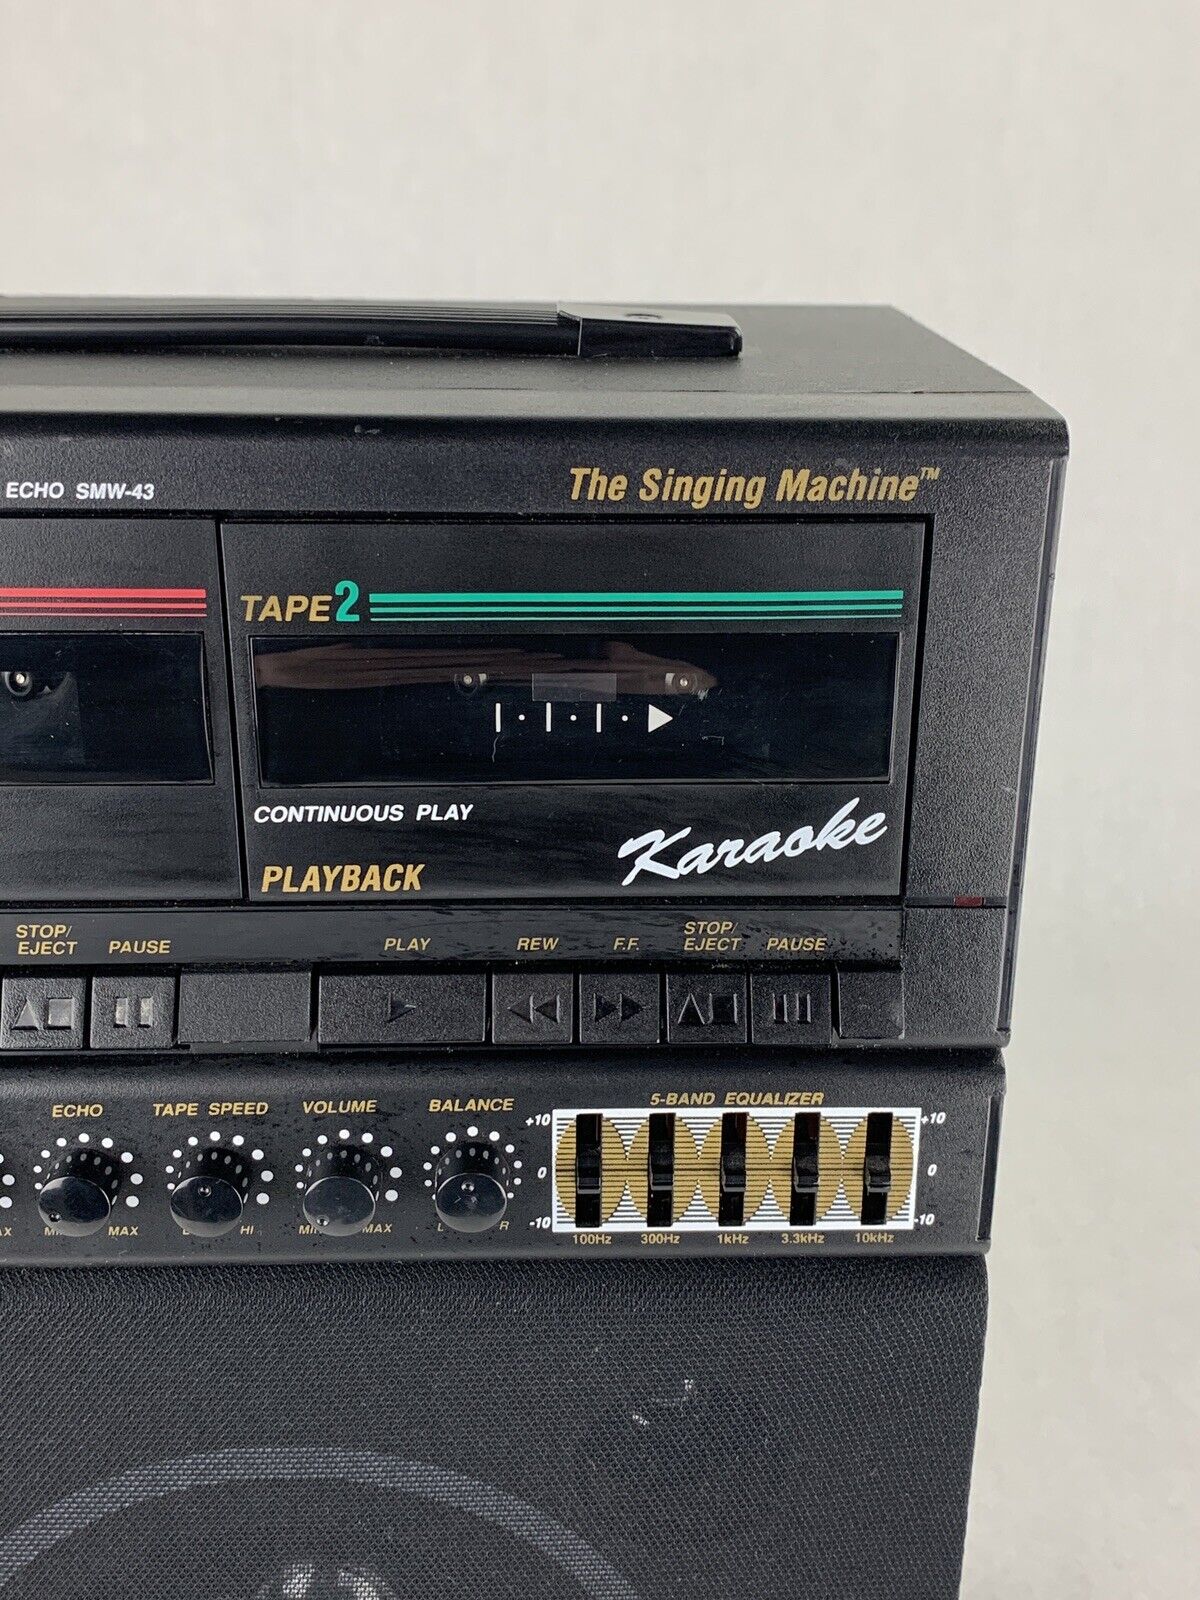 ECHO SMW-43
The Singing Machine™
TAPE 2
CONTINUOUS PLAY
Karaoke
PLAYBACK
STOP/
EJECT PAUSE
PLAY REW F.F. STOP/
EJECT PAUSE
ECHO TAPE SPEED VOLUME BALANCE 5-BAND EQUALIZER
+10 +10
0 0
-10 -10
MAX HI MAX R
100Hz 300Hz 1kHz 3.3kHz 10kHz